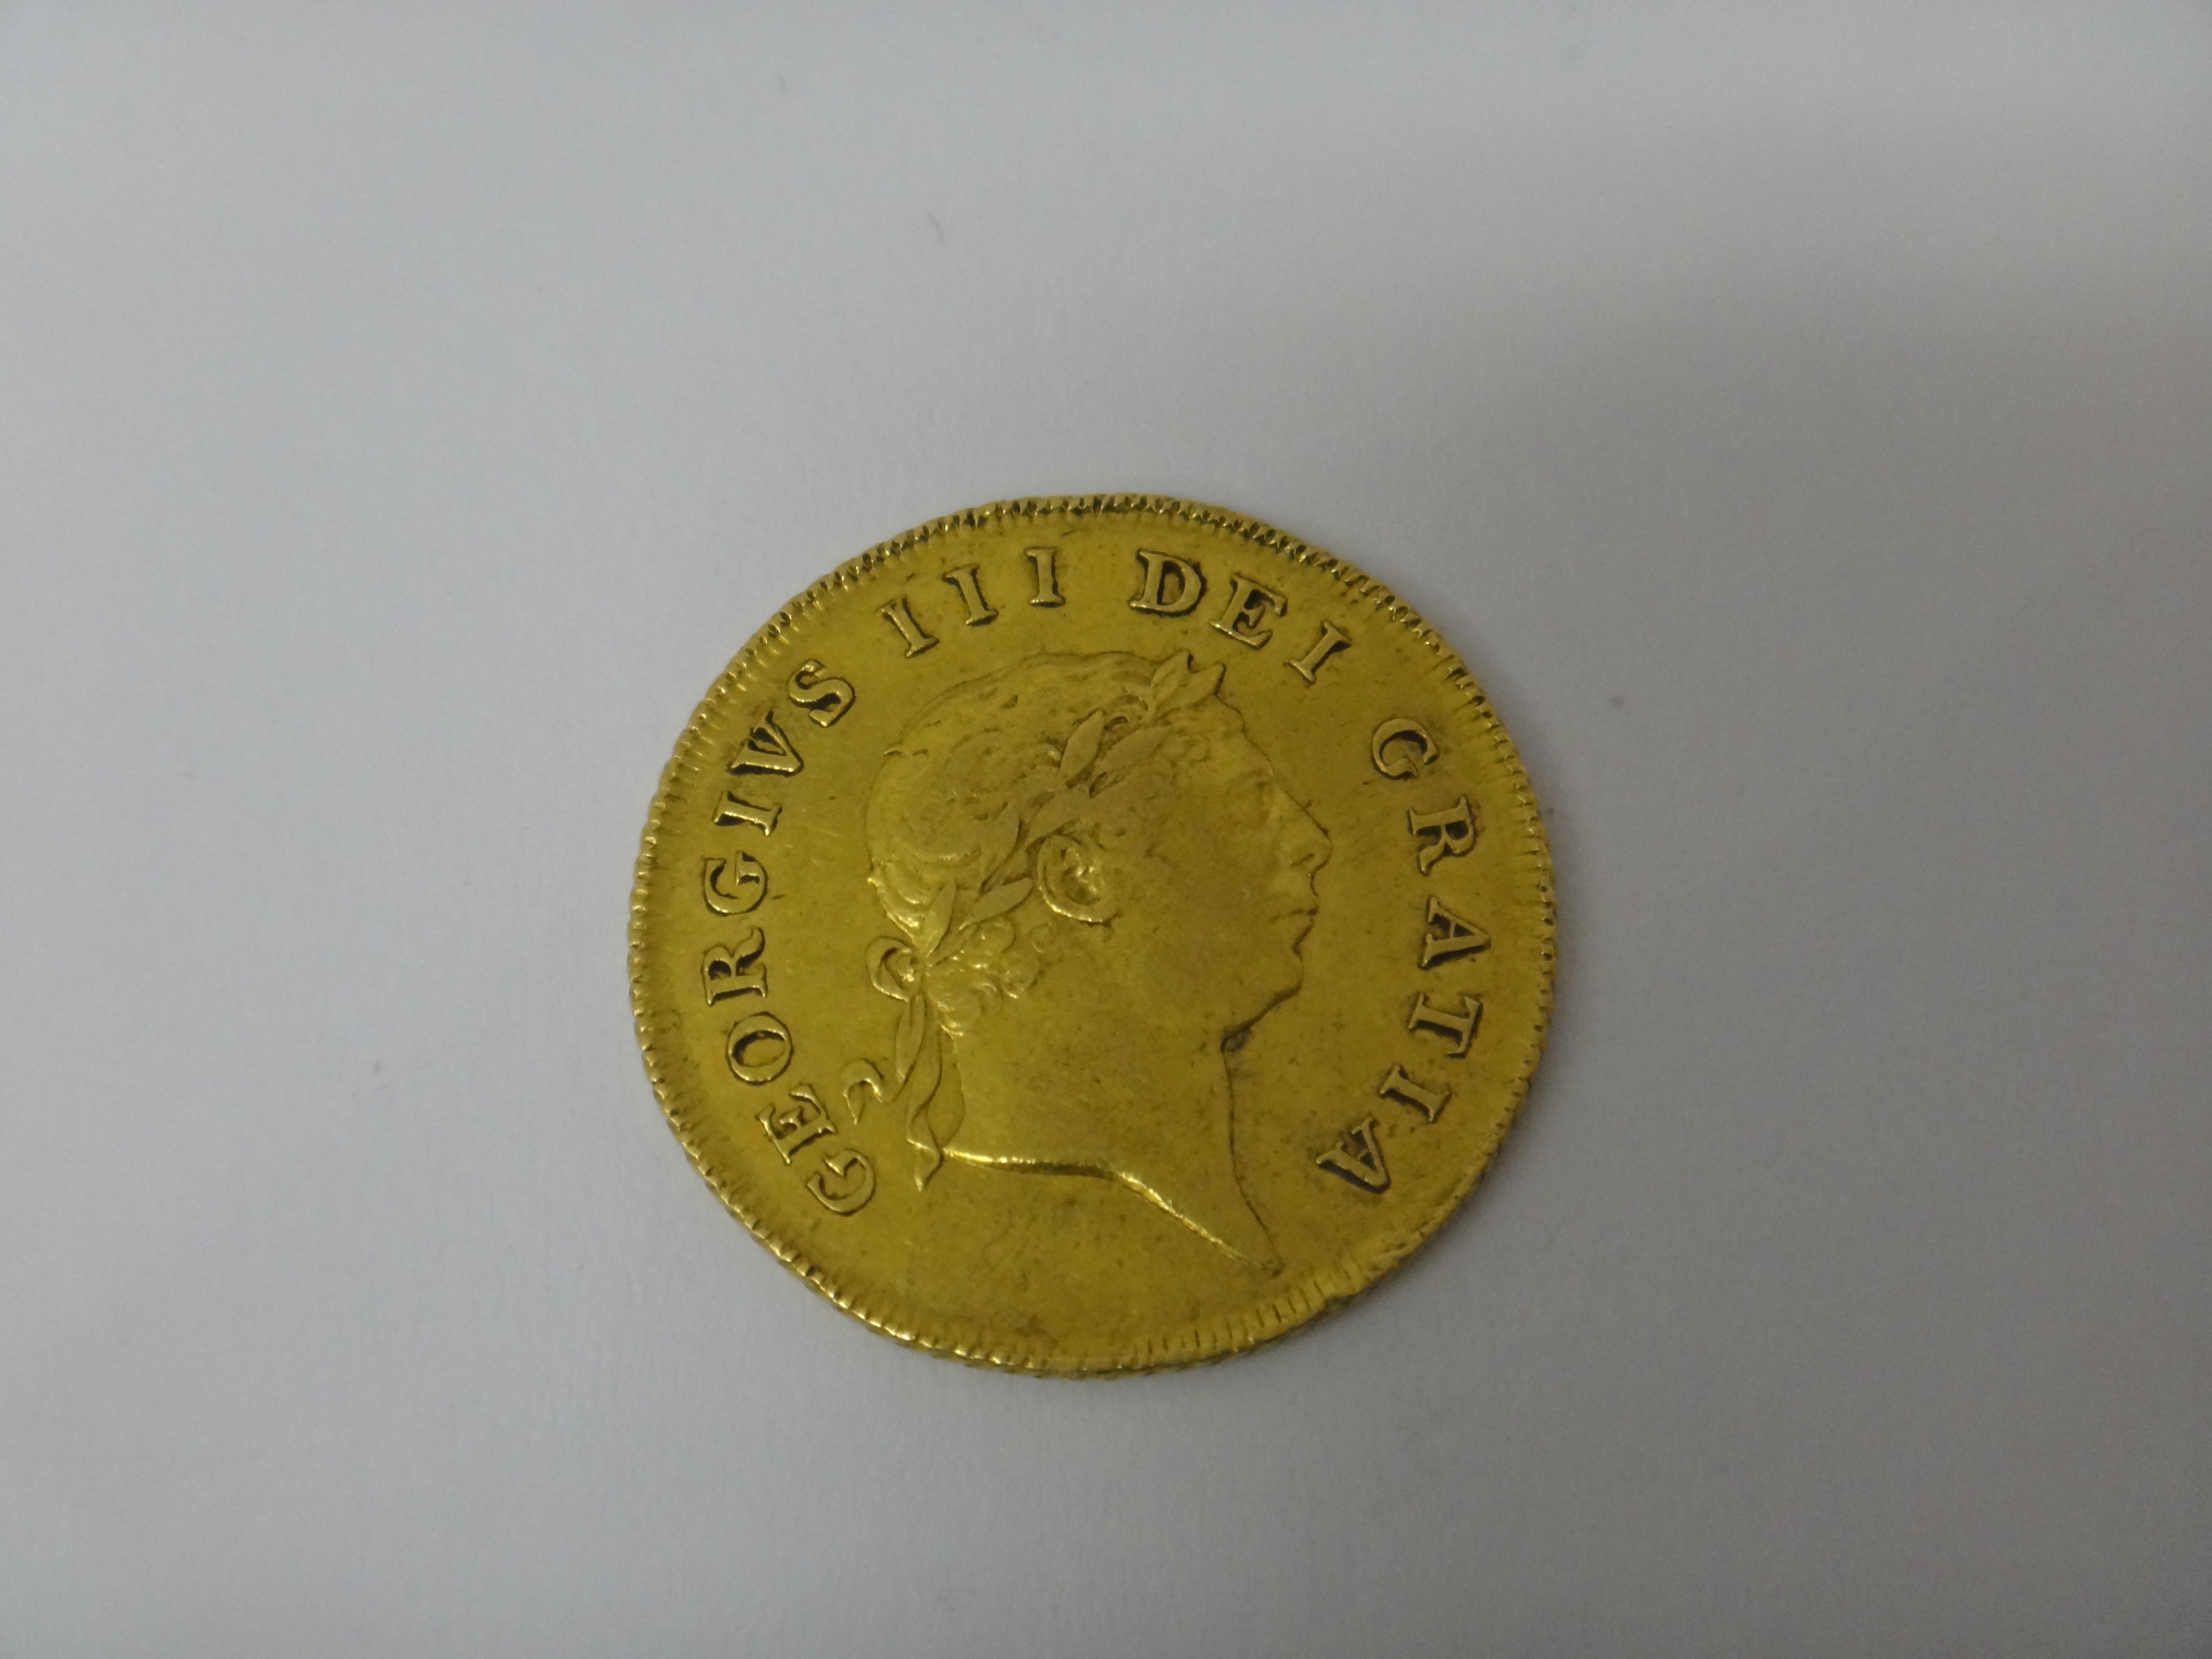 GEORGIVS III DEI GRATIA